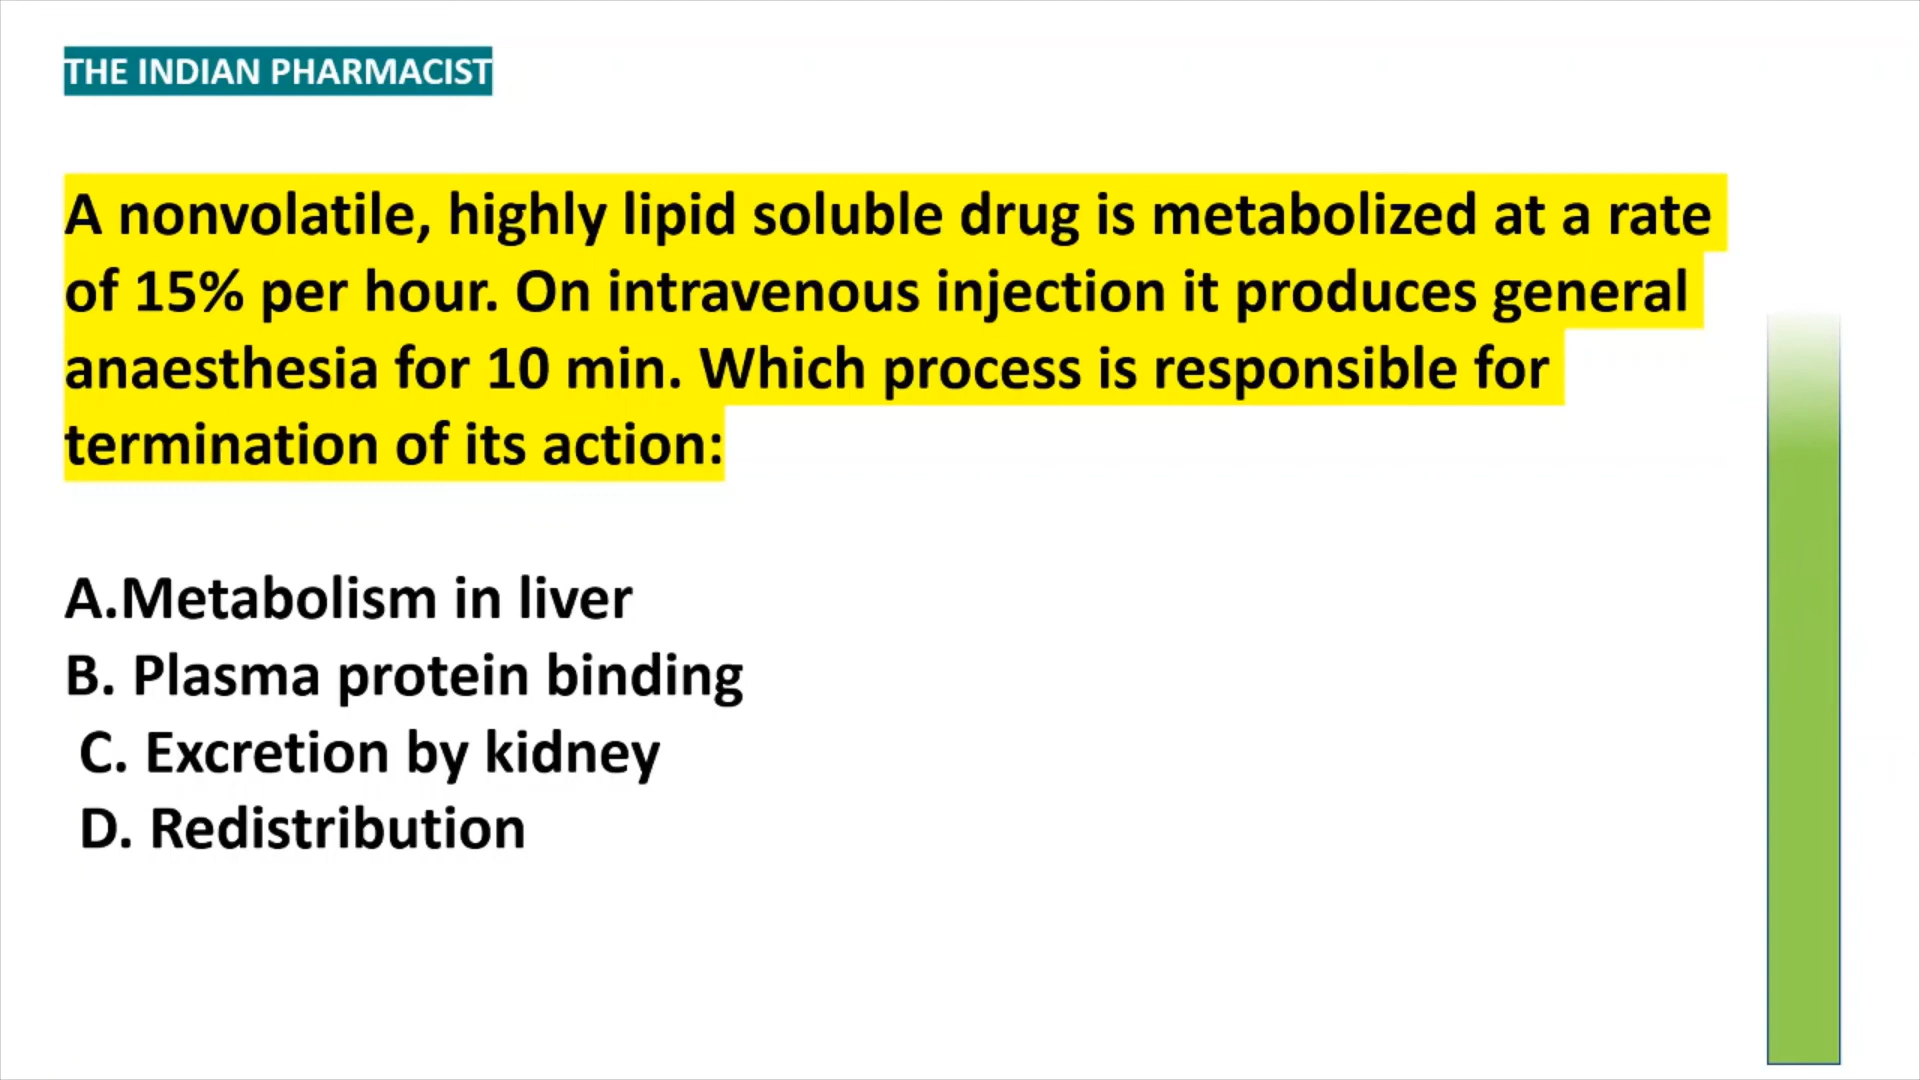 THE INDIAN PHARMACIST
A nonvolatile, highly lipid soluble drug is metabolized at a rate
of 15% per hour. On intravenous injection it produces general
anaesthesia for 10 min. Which process is responsible for
termination of its action:
A.Metabolism in liver
B. Plasma protein binding
C. Excretion by kidney
D. Redistribution